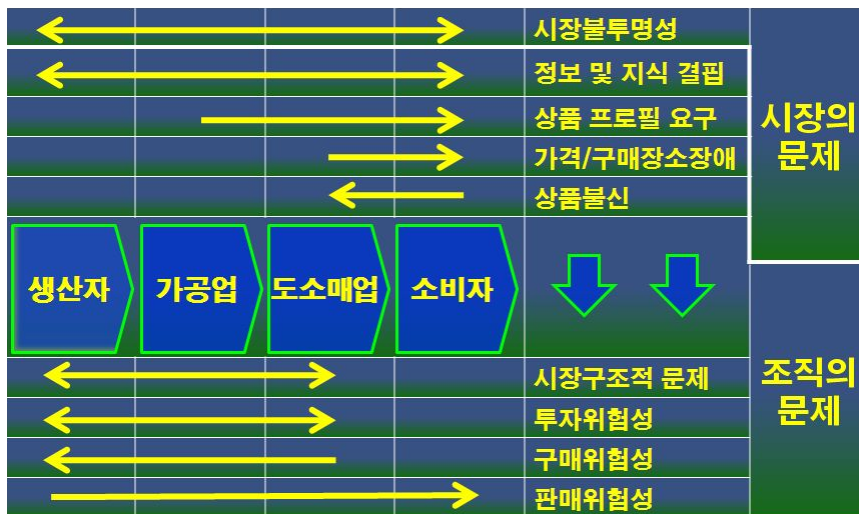 시장불투명성
정보 및 지식 결핍
상품 프로필 요구
가격/구매장소장애
상품불신
시장의
문제
생산자
가공업
도소매업
소비자
시장구조적 문제
투자위험성
구매위험성
판매위험성
조직의
문제